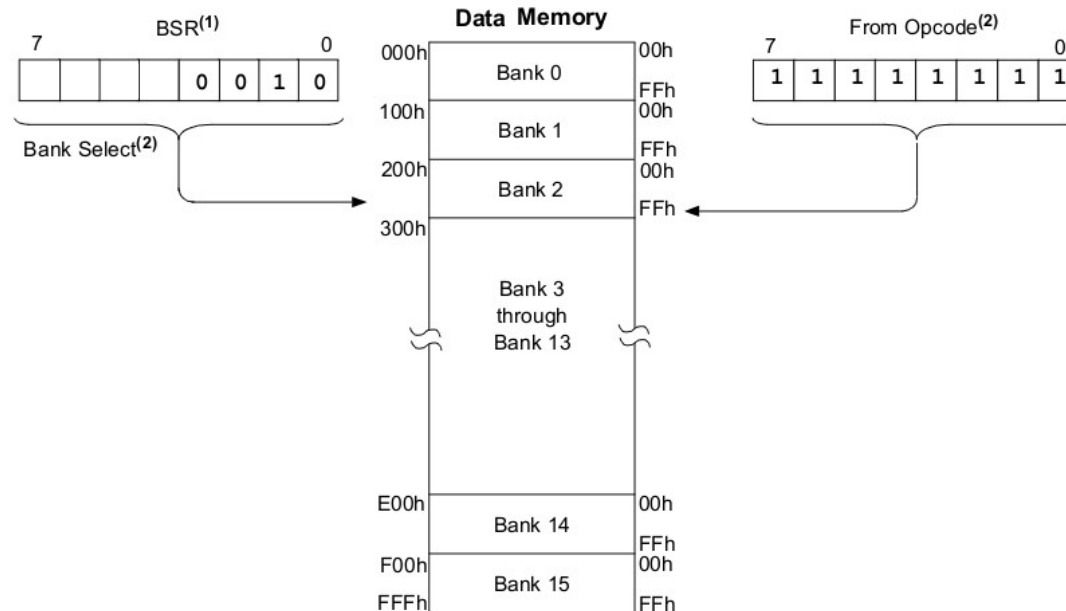 Data Memory
BSR(1)
7 0
0 0 1 0
Bank Select(2)
From Opcode(2)
7 0
1 1 1 1 1 1 1 1
000h Bank 0 00h
FFh
100h Bank 1 00h
FFh
200h Bank 2 00h
FFh
300h
Bank 3
through
Bank 13
E00h Bank 14 00h
FFh
F00h Bank 15 00h
FFFh FFh